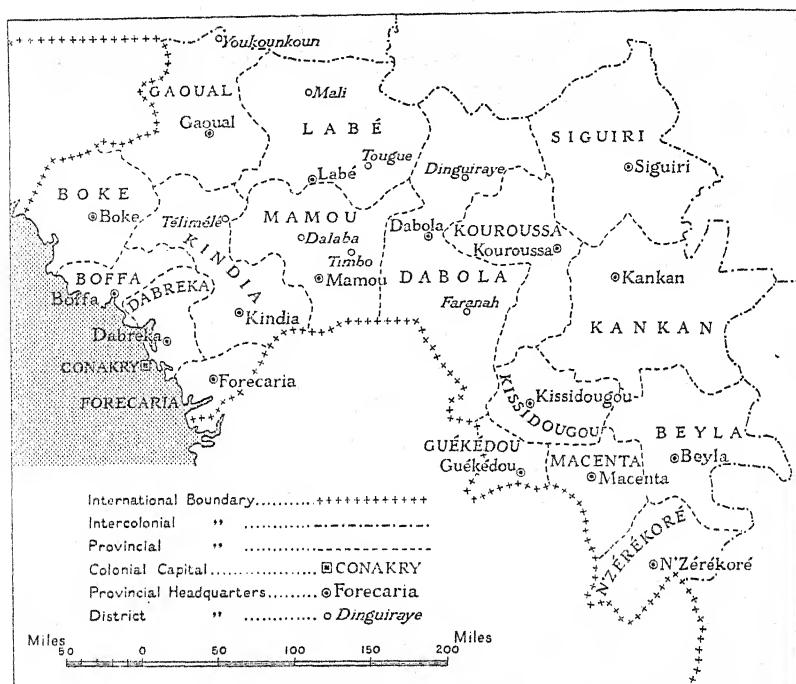 Youkounkoun
GAOUAL
Gaoual
Mali
LABÉ
Tougue
Labé
Dinguiraye
SIGUIRI
Siguiri
BOKE
Boke
Télimélé
MAMOU
Dalaba
Timbo
Mamou
Dabola
KOUROUSSA
Kouroussa
KINDIA
Kindia
BOFFA
Boffa
DABREKA
Dabreka
DABOLA
Faranah
Kankan
KANKAN
CONAKRY
Forecaria
FORECARIA
KISSIDOUGOU
Kissidougou
GUÉKÉDOU
Guékédou
MACENTA
Macenta
BEYLA
Beyla
N'ZÉRÉKORÉ
N'Zérékoré
International Boundary..........
Intercolonial " ..........
Provincial " ..........
Colonial Capital.................... CONAKRY
Provincial Headquarters......... Forecaria
District " ............ Dinguiraye
Miles Miles
50 0 50 100 150 200